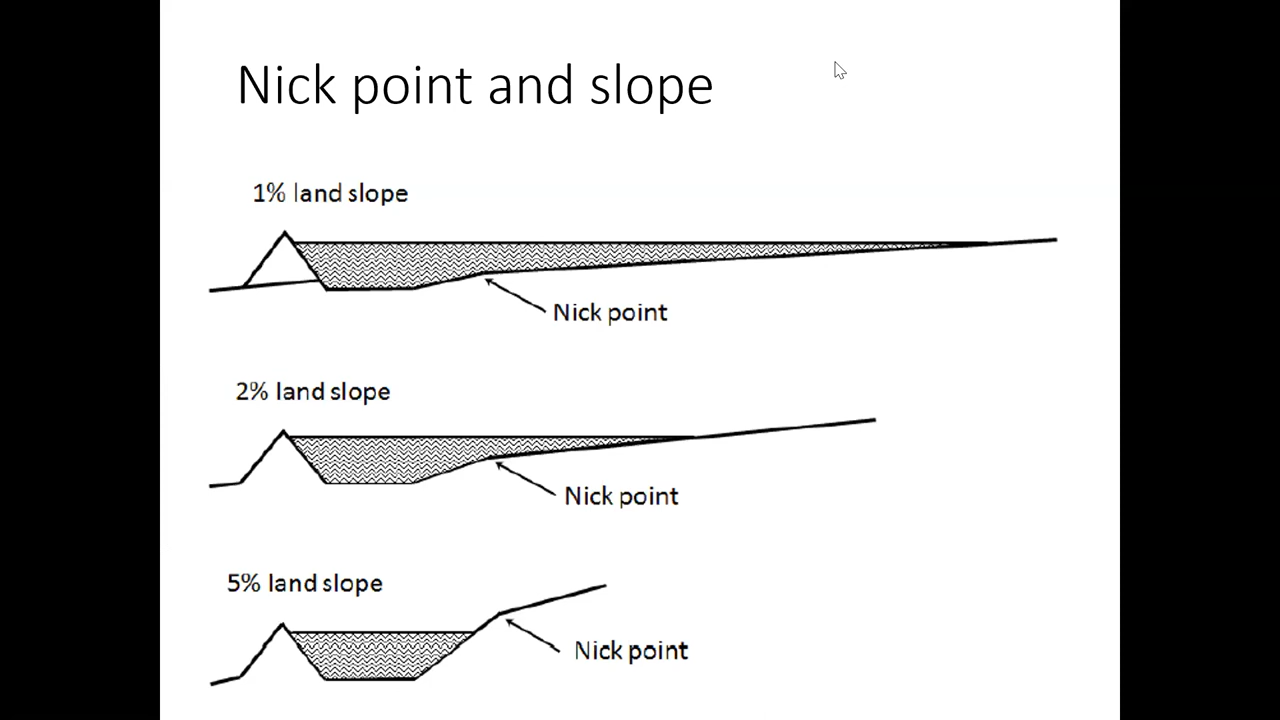 Nick point and slope
1% land slope
Nick point
2% land slope
Nick point
5% land slope
Nick point